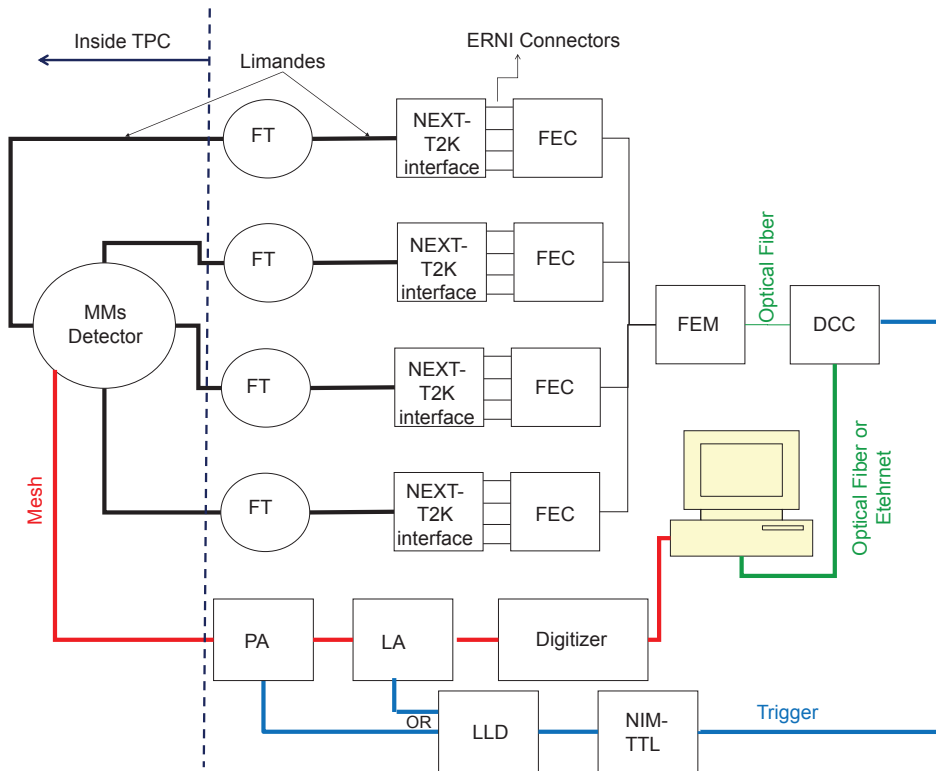 Inside TPC
Limandes
ERNI Connectors
FT
NEXT-
T2K
interface
FEC
FT
NEXT-
T2K
interface
FEC
MMs
Detector
FEM
Optical Fiber
DCC
FT
NEXT-
T2K
interface
FEC
FT
NEXT-
T2K
interface
FEC
Mesh
Optical Fiber or
Etehrnet
PA
LA
Digitizer
OR
LLD
NIM-
TTL
Trigger